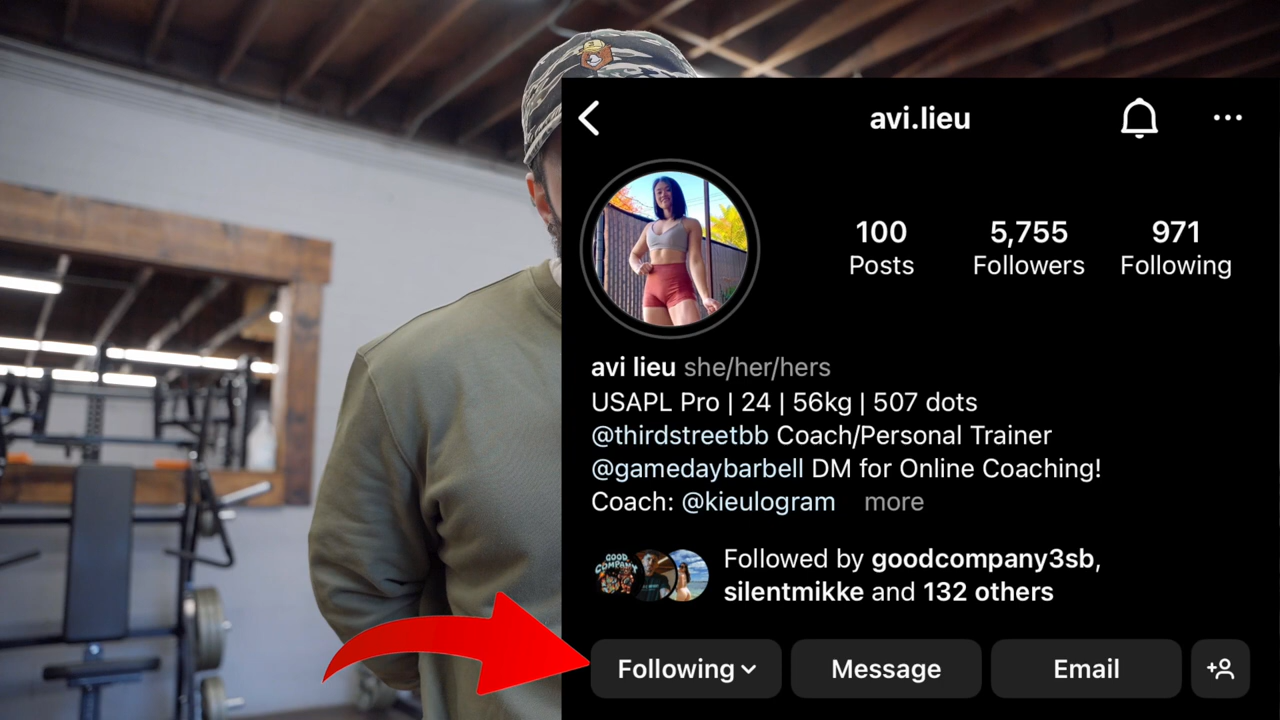 avi.lieu
100
Posts
5,755
Followers
971
Following
avi lieu she/her/hers
USAPL Pro | 24 | 56kg | 507 dots
@thirdstreetbb Coach/Personal Trainer
@gamedaybarbell DM for Online Coaching!
Coach: @kieulogram more
GOOD
COMPANY
Followed by goodcompany3sb,
silentmikke and 132 others
Following
Message
Email